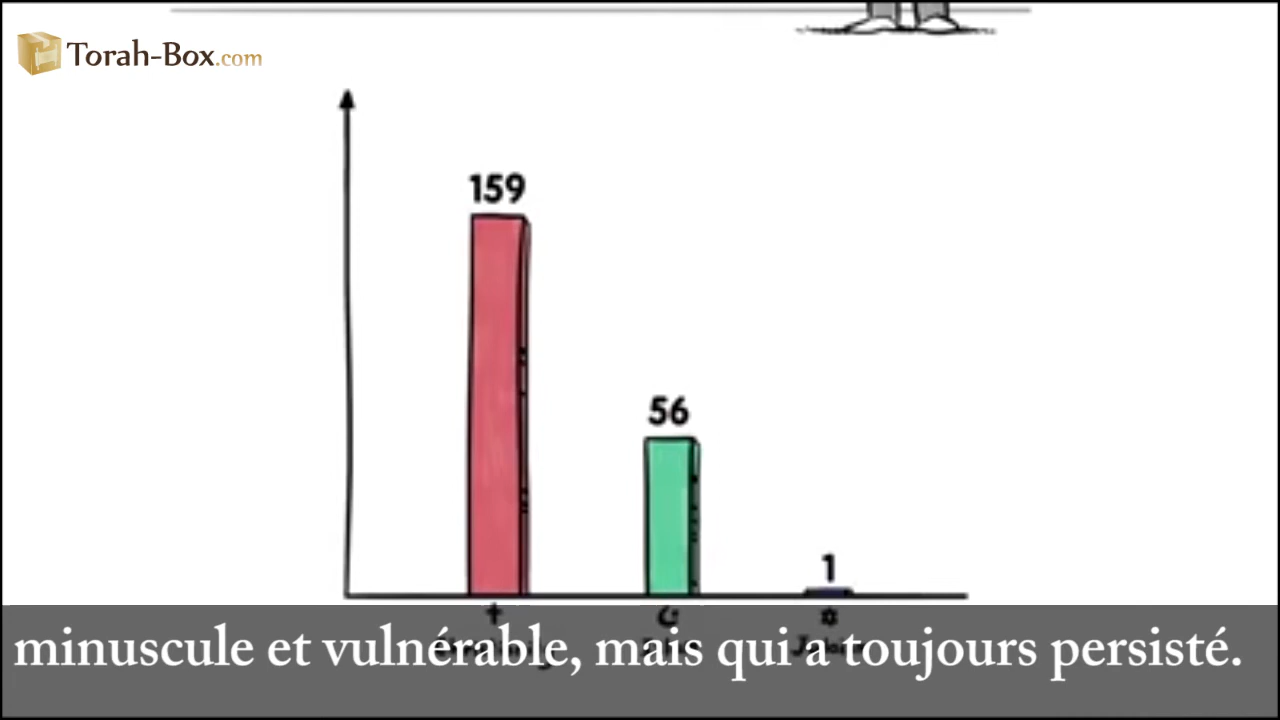 Torah-Box.com
159
56
1
minuscule et vulnérable, mais qui a toujours persisté.